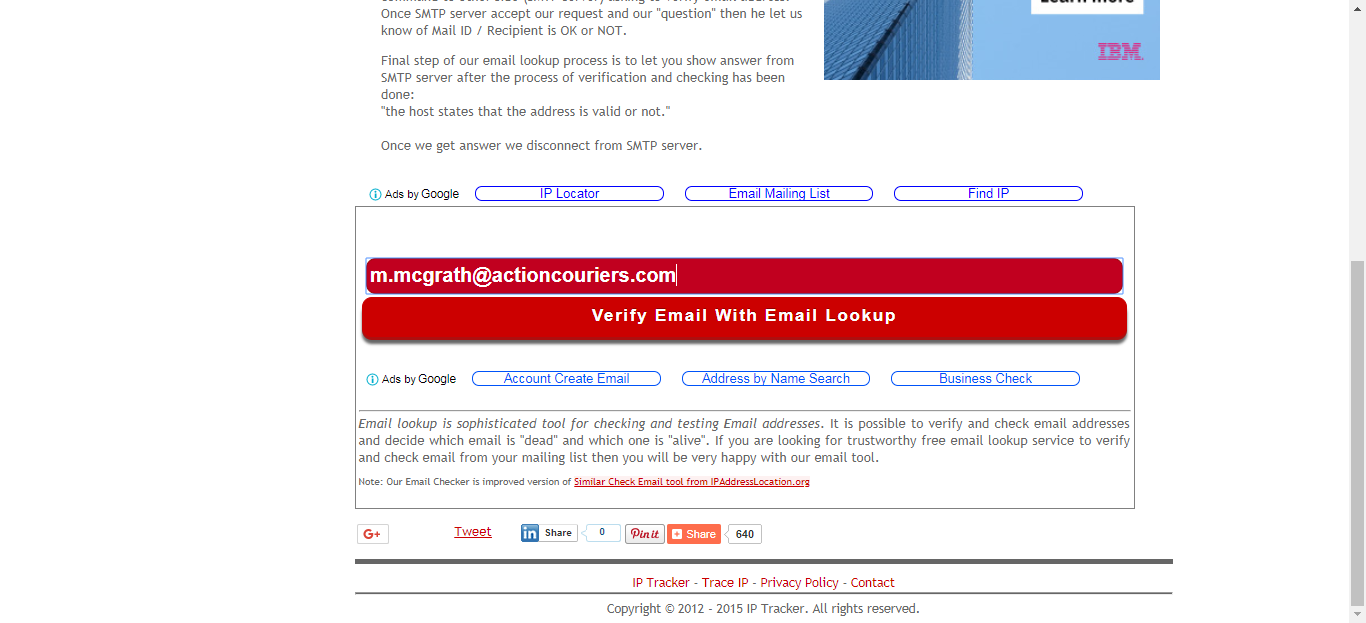 Once SMTP server accept our request and our "question" then he let us
know of Mail ID / Recipient is OK or NOT.
Final step of our email lookup process is to let you show answer from
SMTP server after the process of verification and checking has been
done:
"the host states that the address is valid or not."
Once we get answer we disconnect from SMTP server.
IBM
Ads by Google IP Locator Email Mailing List Find IP
m.mcgrath@actioncouriers.com
Verify Email With Email Lookup
Ads by Google Account Create Email Address by Name Search Business Check
Email lookup is sophisticated tool for checking and testing Email addresses. It is possible to verify and check email addresses
and decide which email is "dead" and which one is "alive". If you are looking for trustworthy free email lookup service to verify
and check email from your mailing list then you will be very happy with our email tool.
Note: Our Email Checker is improved version of Similar Check Email tool from IPAddressLocation.org
G+ Tweet in Share 0 Pin it Share 640
IP Tracker - Trace IP - Privacy Policy - Contact
Copyright © 2012 - 2015 IP Tracker. All rights reserved.